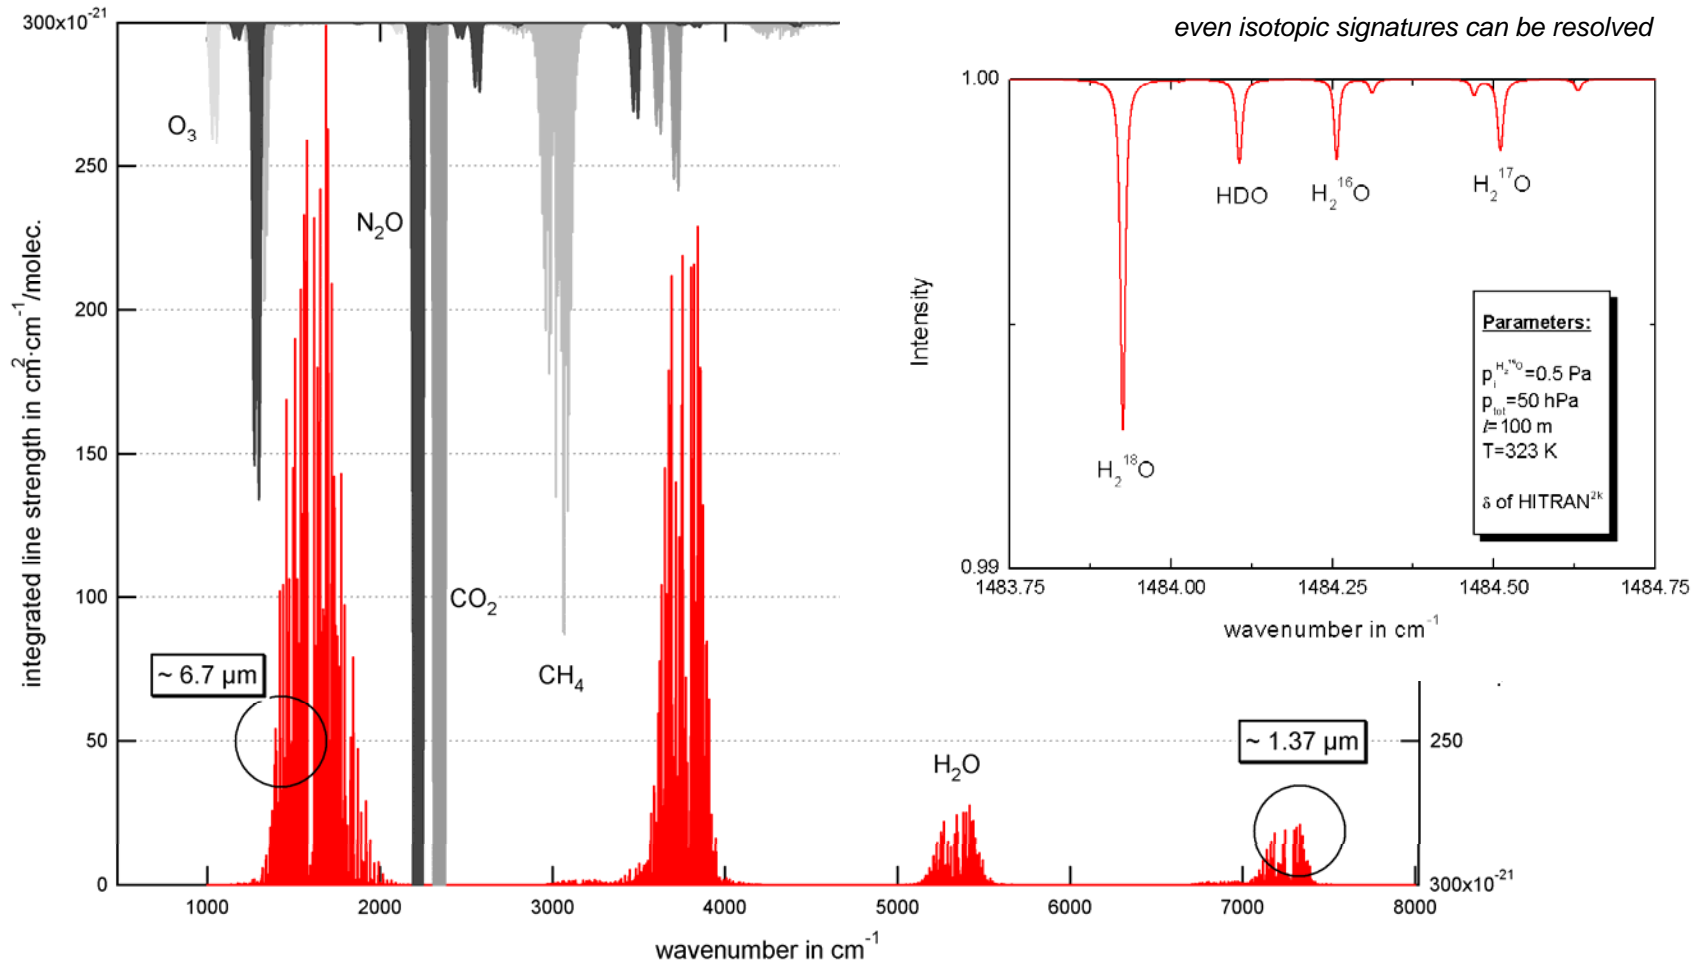 even isotopic signatures can be resolved
300x10⁻²¹
250
200
150
100
50
0
integrated line strength in cm²·cm⁻¹/molec.
O₃
N₂O
CO₂
CH₄
H₂O
~ 6.7 µm
~ 1.37 µm
250
300x10⁻²¹
1000 2000 3000 4000 5000 6000 7000 8000
wavenumber in cm⁻¹
1.00
0.99
Intensity
H₂¹⁸O
HDO
H₂¹⁶O
H₂¹⁷O
Parameters:
pᵢ =0.5 Pa
pₜₒₜ=50 hPa
l=100 m
T=323 K
δ of HITRAN²ᵏ
1483.75 1484.00 1484.25 1484.50 1484.75
wavenumber in cm⁻¹